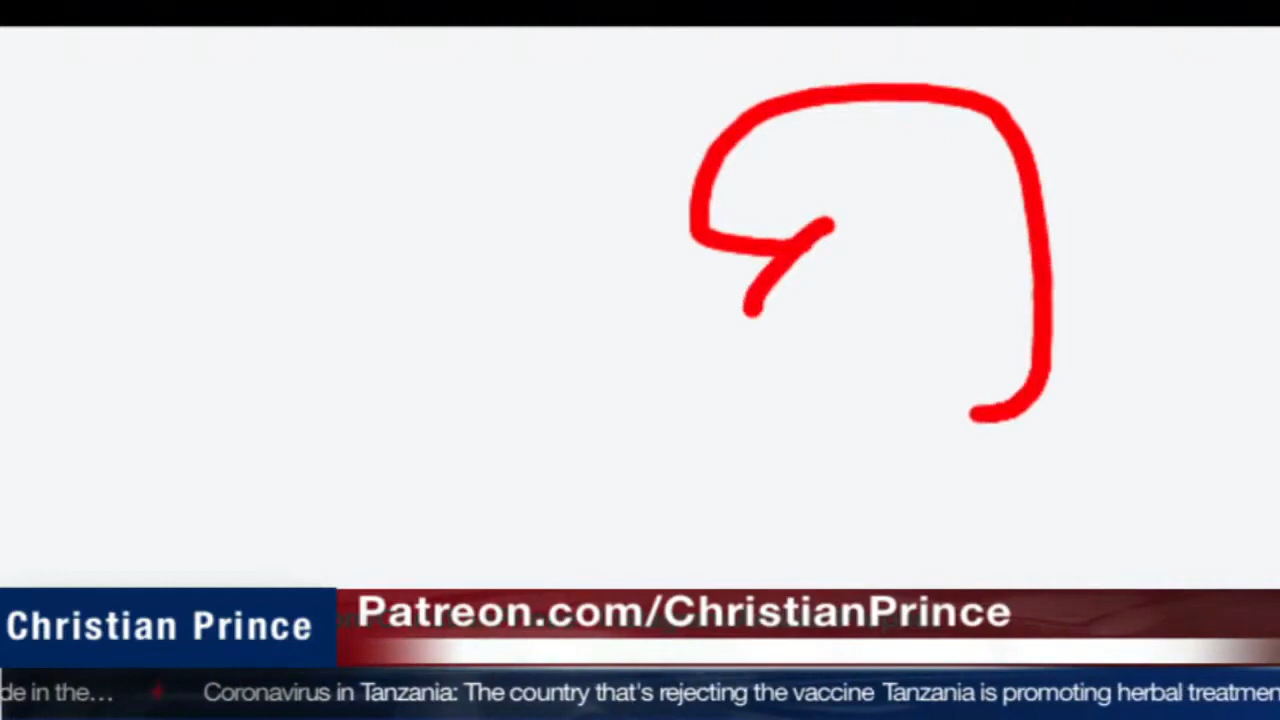 Christian Prince
Patreon.com/ChristianPrince
de in the...
Coronavirus in Tanzania: The country that's rejecting the vaccine Tanzania is promoting herbal